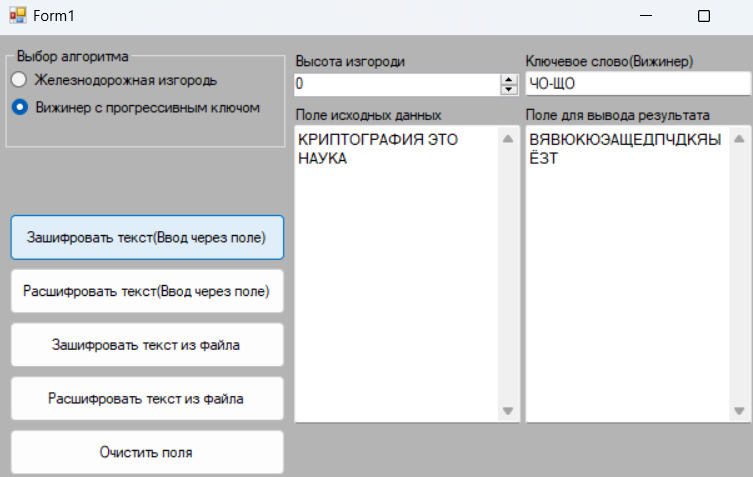 Form1
Выбор алгоритма
Железнодорожная изгородь
Вижинер с прогрессивным ключом
Высота изгороди
0
Ключевое слово(Вижинер)
ЧО-ЩО
Поле исходных данных
КРИПТОГРАФИЯ ЭТО
НАУКА
Поле для вывода результата
ВЯВЮКЮЭАЩЕДПЧДКЯЫ
ЁЗТ
Зашифровать текст(Ввод через поле)
Расшифровать текст(Ввод через поле)
Зашифровать текст из файла
Расшифровать текст из файла
Очистить поля